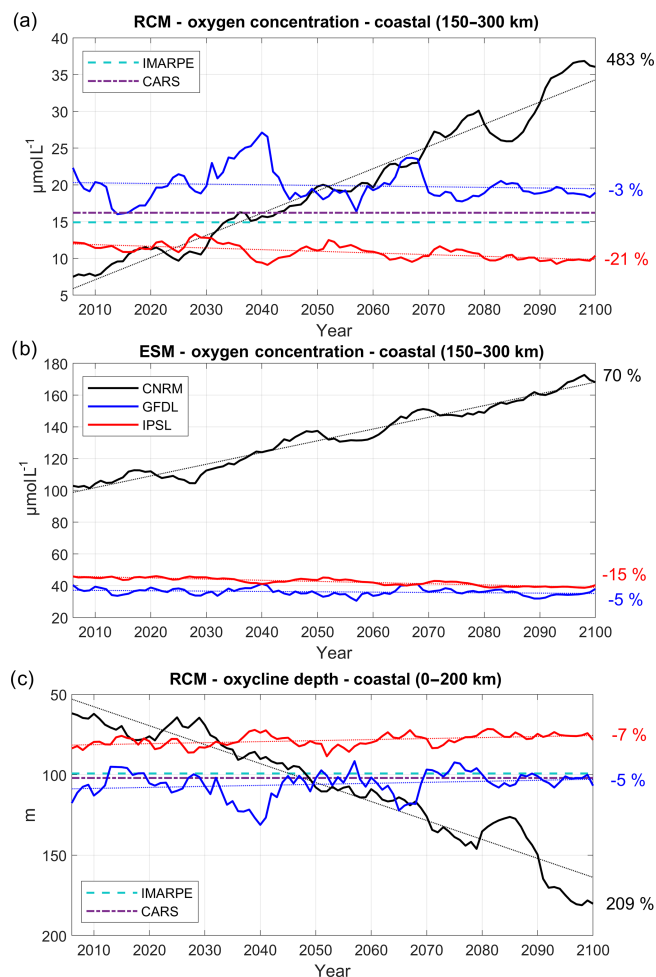 (a)
RCM - oxygen concentration - coastal (150–300 km)
40
35
30
25
20
15
10
5
μmol L⁻¹
IMARPE
CARS
483 %
-3 %
-21 %
2010 2020 2030 2040 2050 2060 2070 2080 2090 2100
Year
(b)
ESM - oxygen concentration - coastal (150–300 km)
180
160
140
120
100
80
60
40
20
μmol L⁻¹
CNRM
GFDL
IPSL
70 %
-15 %
-5 %
2010 2020 2030 2040 2050 2060 2070 2080 2090 2100
Year
(c)
RCM - oxycline depth - coastal (0–200 km)
50
100
150
200
m
-7 %
-5 %
209 %
IMARPE
CARS
2010 2020 2030 2040 2050 2060 2070 2080 2090 2100
Year